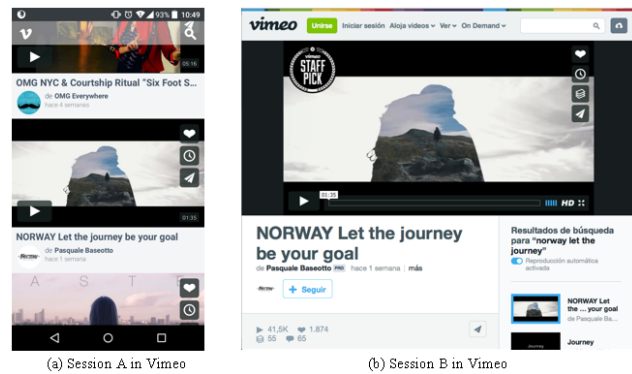 93% 10:49
05:16
OMG NYC & Courtship Ritual "Six Foot S...
de OMG Everywhere
hace 4 semanas
01:35
NORWAY Let the journey be your goal
de Pasquale Baseotto
hace 1 semana
A S T E
(a) Session A in Vimeo
vimeo Unirse Iniciar sesión Aloja videos Ver On Demand
vimeo
STAFF
PICK
01:35
HD
NORWAY Let the journey
be your goal
de Pasquale Baseotto PRO hace 1 semana más
+ Seguir
41,5K 1.874
55 65
Resultados de búsqueda
para "norway let the
journey"
Reproducción automática
activada
NORWAY Let
the ... your goal
de Pasquale Ba...
Journey
(b) Session B in Vimeo